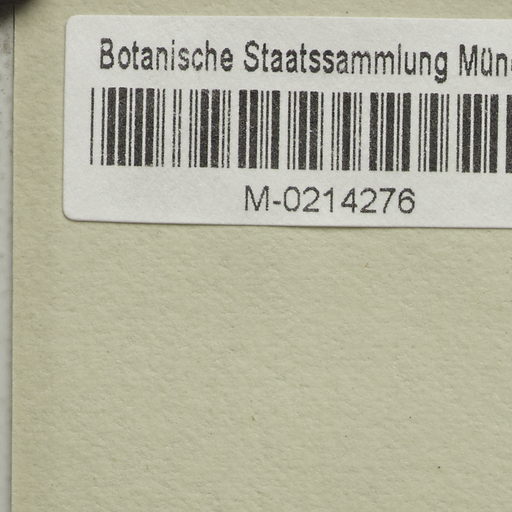 Botanische Staatssammlung Mün
M-0214276